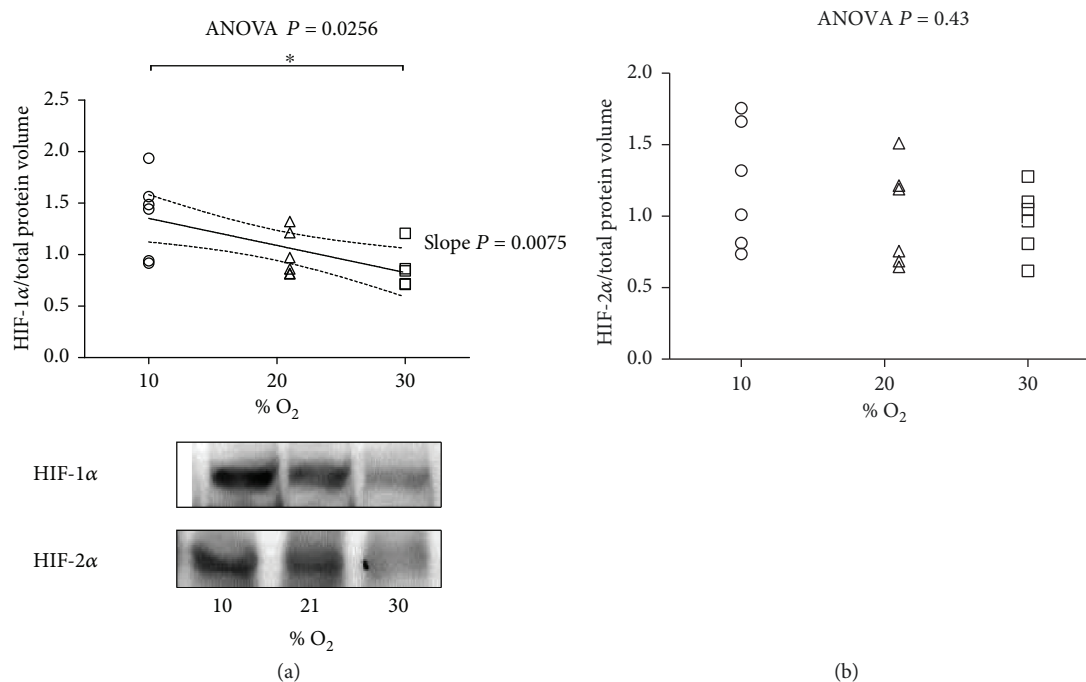 ANOVA P = 0.0256
*
HIF-1α/total protein volume
2.5
2.0
1.5
1.0
0.5
0.0
10
20
30
% O₂
Slope P = 0.0075
HIF-1α
HIF-2α
10
21
30
% O₂
(a)
ANOVA P = 0.43
HIF-2α/total protein volume
2.0
1.5
1.0
0.5
0.0
10
20
30
% O₂
(b)